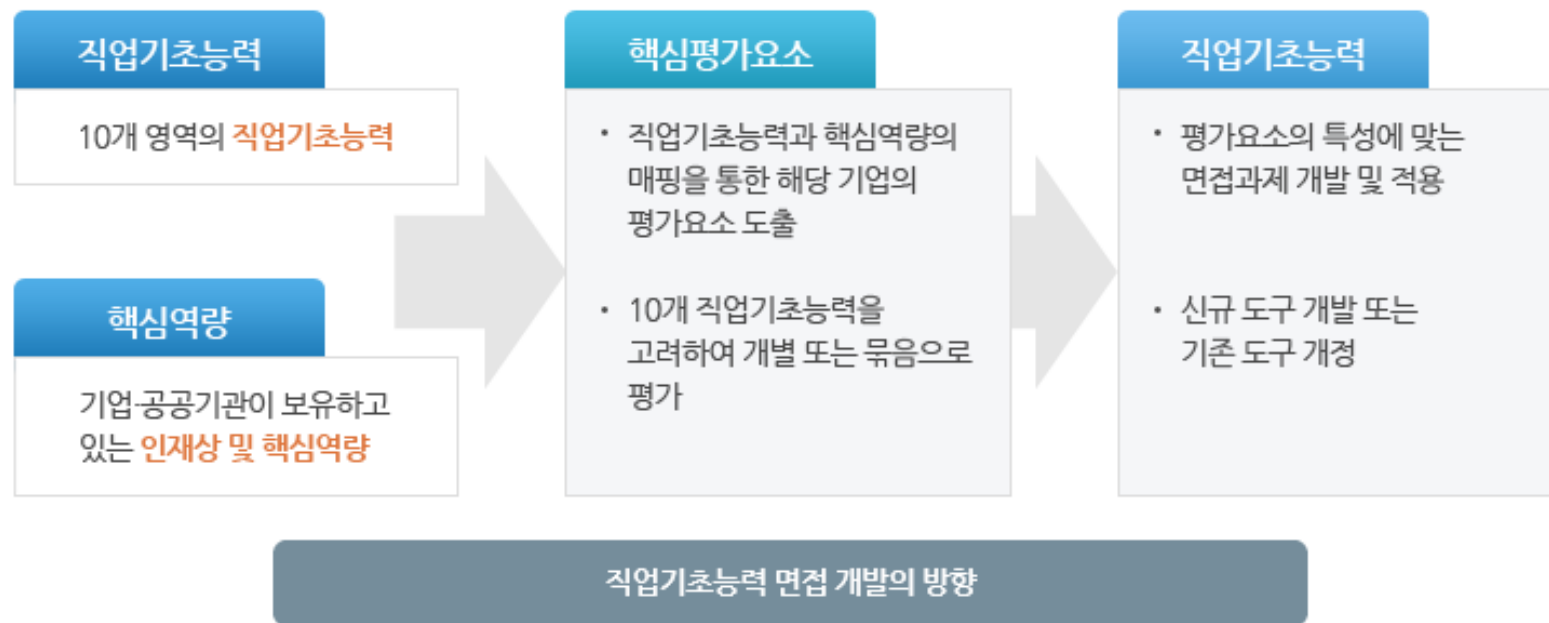 직업기초능력
10개 영역의 직업기초능력
핵심역량
기업·공공기관이 보유하고
있는 인재상 및 핵심역량
핵심평가요소
• 직업기초능력과 핵심역량의
매핑을 통한 해당 기업의
평가요소 도출
• 10개 직업기초능력을
고려하여 개별 또는 묶음으로
평가
직업기초능력
• 평가요소의 특성에 맞는
면접과제 개발 및 적용
• 신규 도구 개발 또는
기존 도구 개정
직업기초능력 면접 개발의 방향